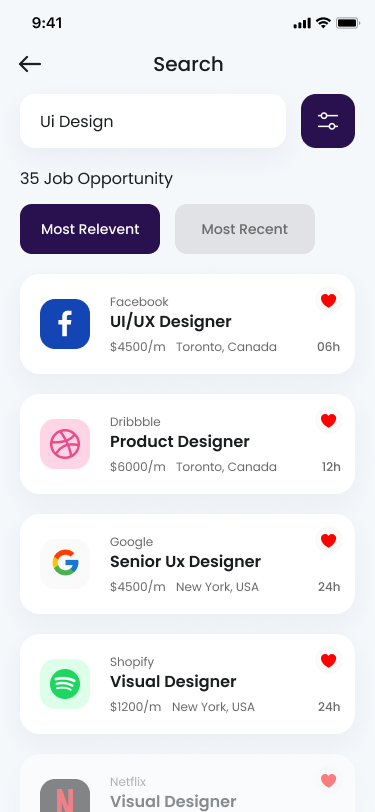 9:41
Search
Ui Design
35 Job Opportunity
Most Relevent Most Recent
Facebook
UI/UX Designer
$4500/m Toronto, Canada 06h
Dribbble
Product Designer
$6000/m Toronto, Canada 12h
Google
Senior Ux Designer
$4500/m New York, USA 24h
Shopify
Visual Designer
$1200/m New York, USA 24h
Netflix
Visual Designer